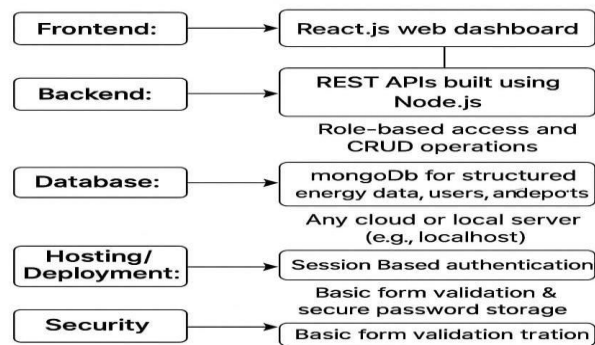 Frontend:
React.js web dashboard
Backend:
REST APIs built using
Node.js
Role-based access and
CRUD operations
Database:
mongoDb for structured
energy data, users, andeports
Any cloud or local server
(e.g., localhost)
Hosting/
Deployment:
Session Based authentication
Basic form validation &
secure password storage
Security
Basic form validation tration